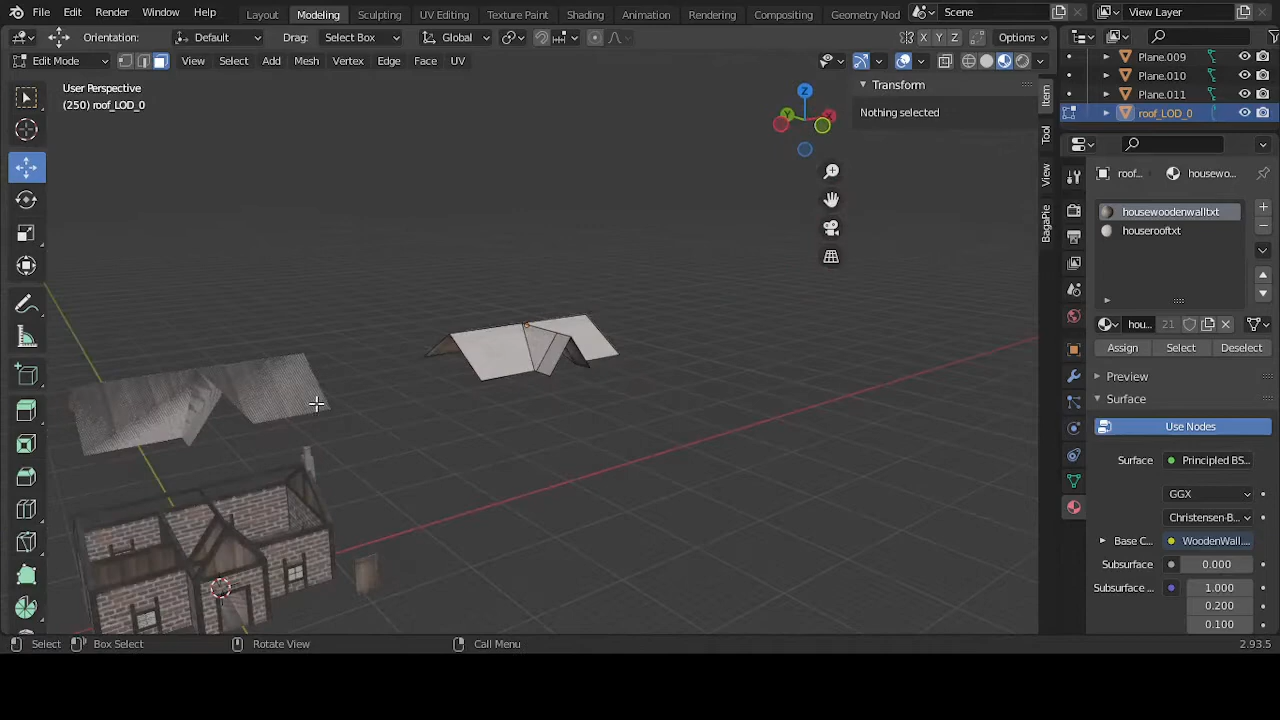 File Edit Render Window Help Layout Modeling Sculpting UV Editing Texture Paint Shading Animation Rendering Compositing Geometry Nod Scene View Layer
Orientation: Default Drag: Select Box Global X Y Z Options
Edit Mode View Select Add Mesh Vertex Edge Face UV
User Perspective
(250) roof_LOD_0
Transform
Nothing selected
Z
Y
X
Item
Tool
View
BagaPie
Plane.009
Plane.010
Plane.011
roof_LOD_0
roof... housewo...
housewoodenwalltxt
houserooftxt
hou... 21
Assign Select Deselect
Preview
Surface
Use Nodes
Surface Principled BS...
GGX
Christensen-B...
Base C... WoodenWall....
Subsurface 0.000
Subsurface ... 1.000
0.200
0.100
Select Box Select Rotate View Call Menu 2.93.5